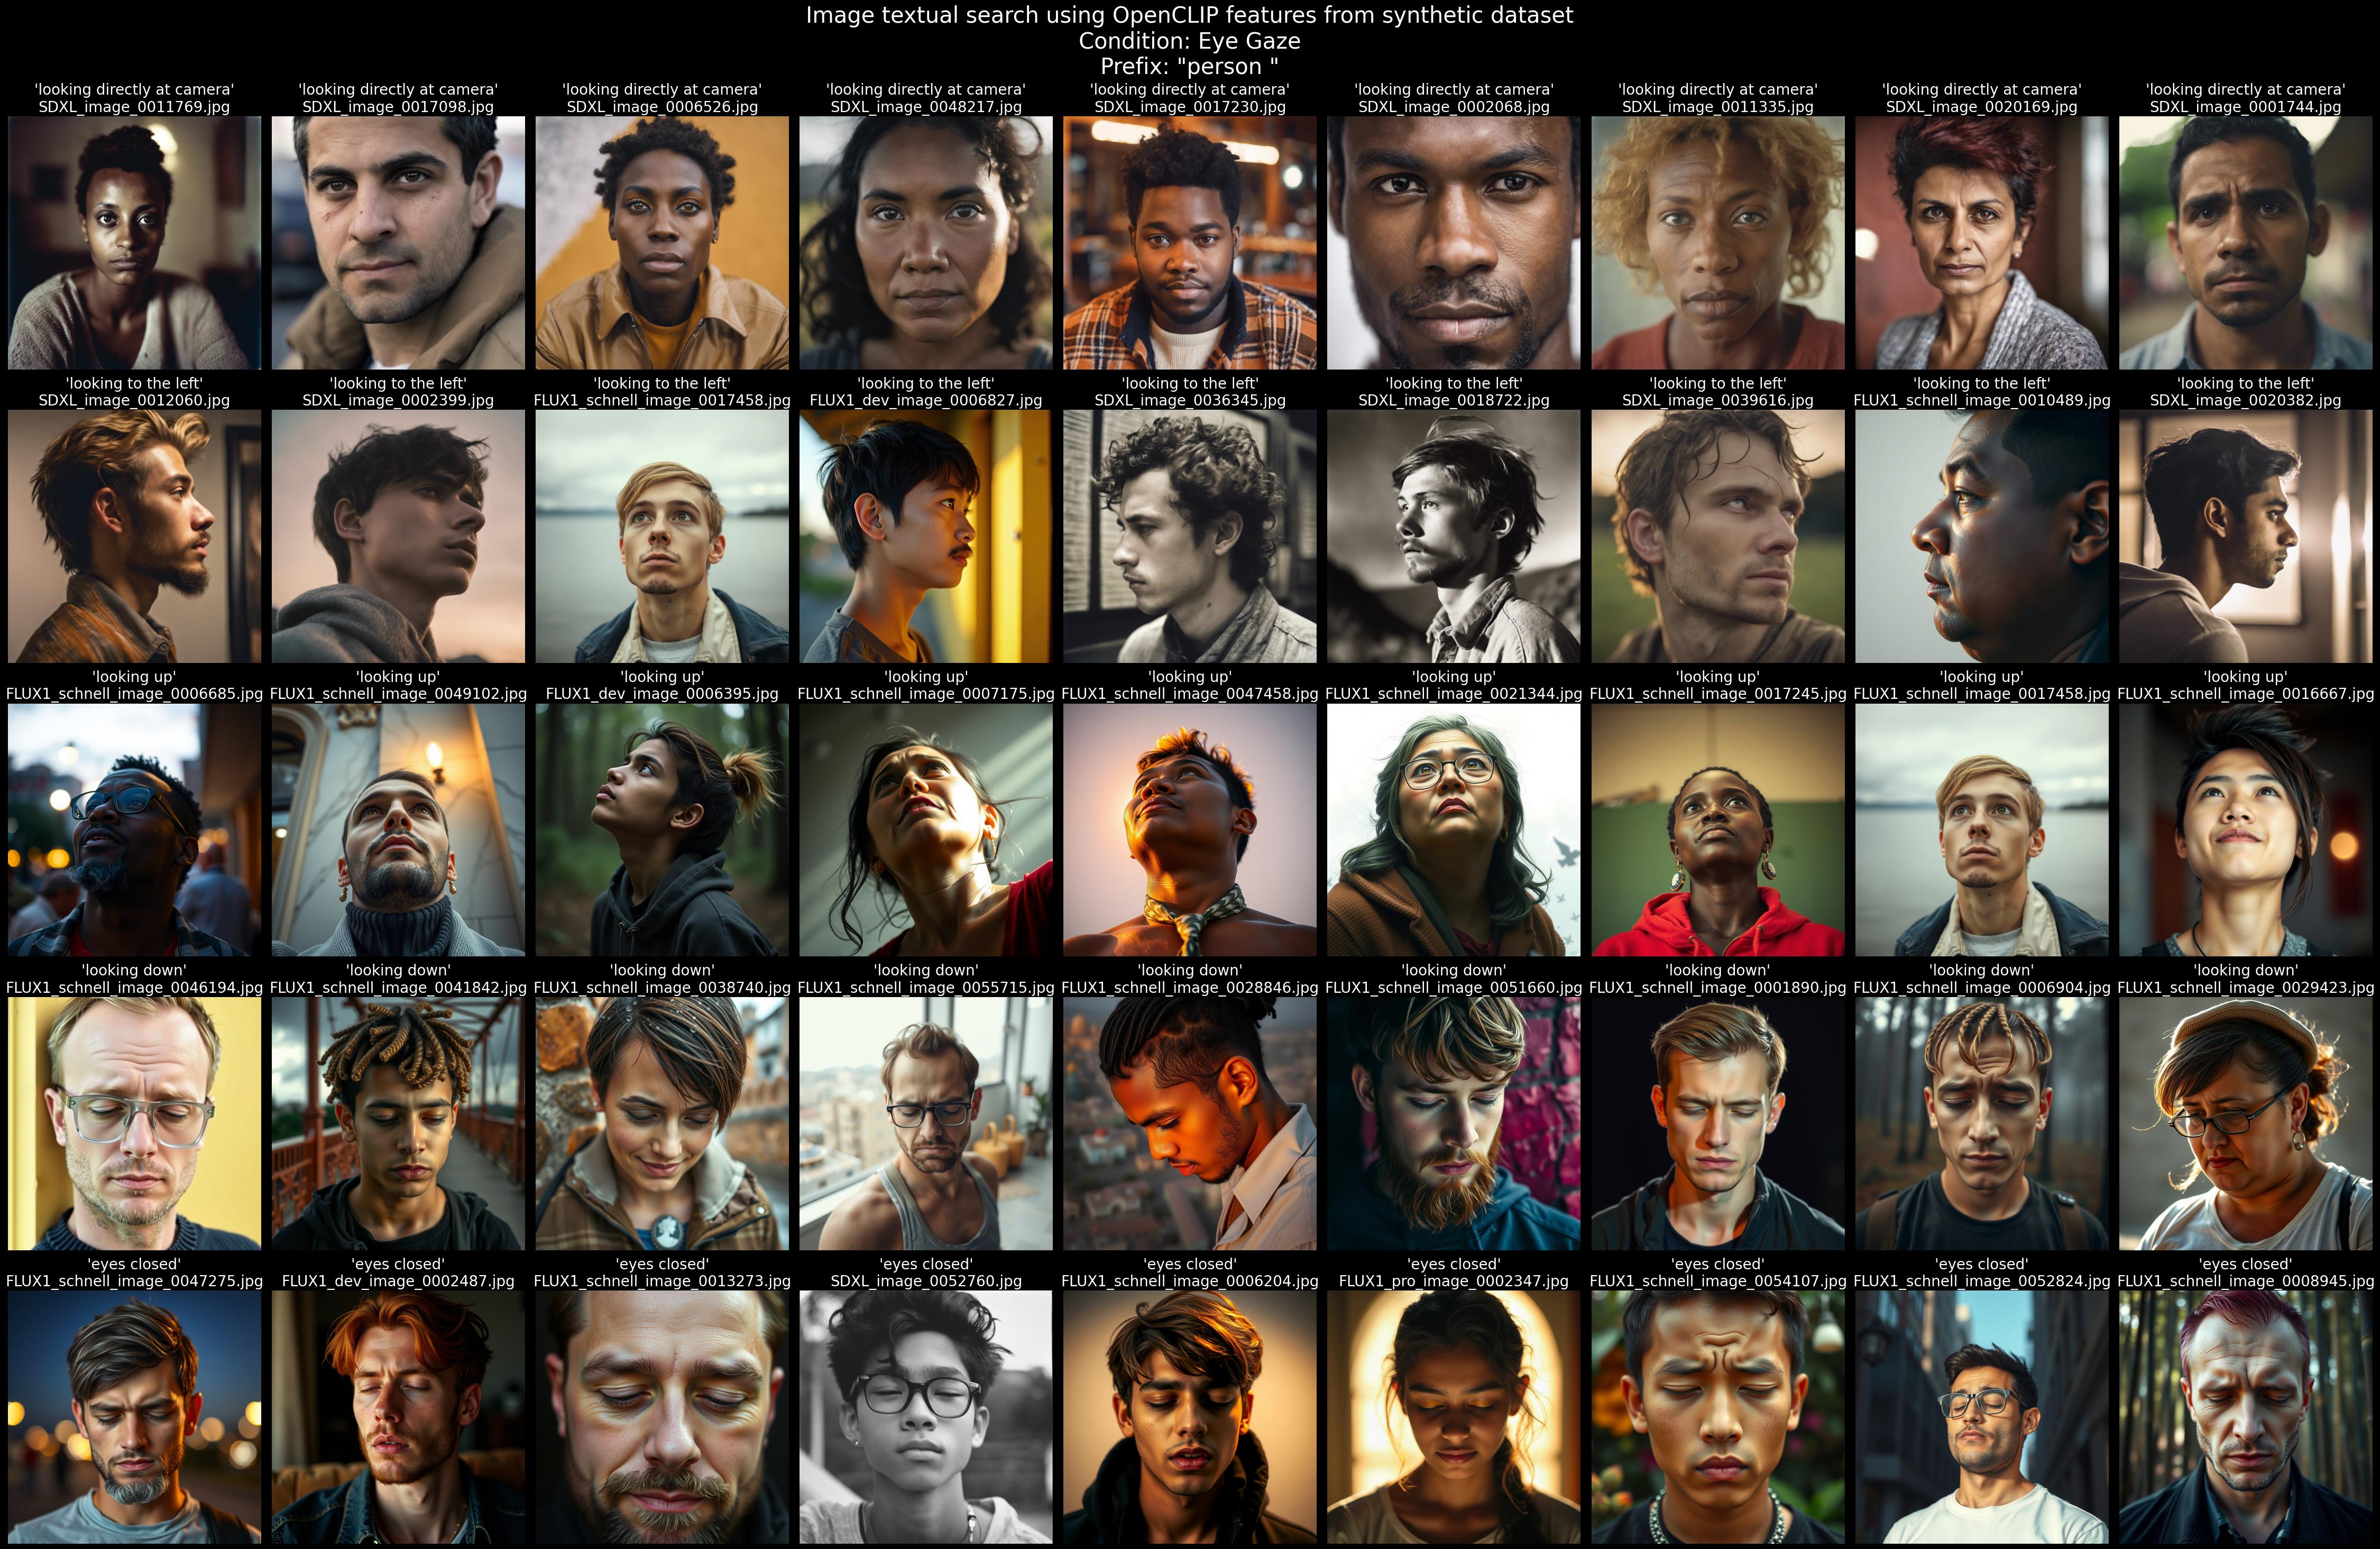 Image textual search using OpenCLIP features from synthetic dataset
Condition: Eye Gaze
Prefix: "person "
'looking directly at camera' 'looking directly at camera' 'looking directly at camera' 'looking directly at camera' 'looking directly at camera' 'looking directly at camera' 'looking directly at camera' 'looking directly at camera' 'looking directly at camera'
SDXL_image_0011769.jpg SDXL_image_0017098.jpg SDXL_image_0006526.jpg SDXL_image_0048217.jpg SDXL_image_0017230.jpg SDXL_image_0002068.jpg SDXL_image_0011335.jpg SDXL_image_0020169.jpg SDXL_image_0001744.jpg
'looking to the left' 'looking to the left' 'looking to the left' 'looking to the left' 'looking to the left' 'looking to the left' 'looking to the left' 'looking to the left' 'looking to the left'
SDXL_image_0012060.jpg SDXL_image_0002399.jpg FLUX1_schnell_image_0017458.jpg FLUX1_dev_image_0006827.jpg SDXL_image_0036345.jpg SDXL_image_0018722.jpg SDXL_image_0039616.jpg FLUX1_schnell_image_0010489.jpg SDXL_image_0020382.jpg
'looking up' 'looking up' 'looking up' 'looking up' 'looking up' 'looking up' 'looking up' 'looking up' 'looking up'
FLUX1_schnell_image_0006685.jpg FLUX1_schnell_image_0049102.jpg FLUX1_dev_image_0006395.jpg FLUX1_schnell_image_0007175.jpg FLUX1_schnell_image_0047458.jpg FLUX1_schnell_image_0021344.jpg FLUX1_schnell_image_0017245.jpg FLUX1_schnell_image_0017458.jpg FLUX1_schnell_image_0016667.jpg
'looking down' 'looking down' 'looking down' 'looking down' 'looking down' 'looking down' 'looking down' 'looking down' 'looking down'
FLUX1_schnell_image_0046194.jpg FLUX1_schnell_image_0041842.jpg FLUX1_schnell_image_0038740.jpg FLUX1_schnell_image_0055715.jpg FLUX1_schnell_image_0028846.jpg FLUX1_schnell_image_0051660.jpg FLUX1_schnell_image_0001890.jpg FLUX1_schnell_image_0006904.jpg FLUX1_schnell_image_0029423.jpg
'eyes closed' 'eyes closed' 'eyes closed' 'eyes closed' 'eyes closed' 'eyes closed' 'eyes closed' 'eyes closed' 'eyes closed'
FLUX1_schnell_image_0047275.jpg FLUX1_dev_image_0002487.jpg FLUX1_schnell_image_0013273.jpg SDXL_image_0052760.jpg FLUX1_schnell_image_0006204.jpg FLUX1_pro_image_0002347.jpg FLUX1_schnell_image_0054107.jpg FLUX1_schnell_image_0052824.jpg FLUX1_schnell_image_0008945.jpg